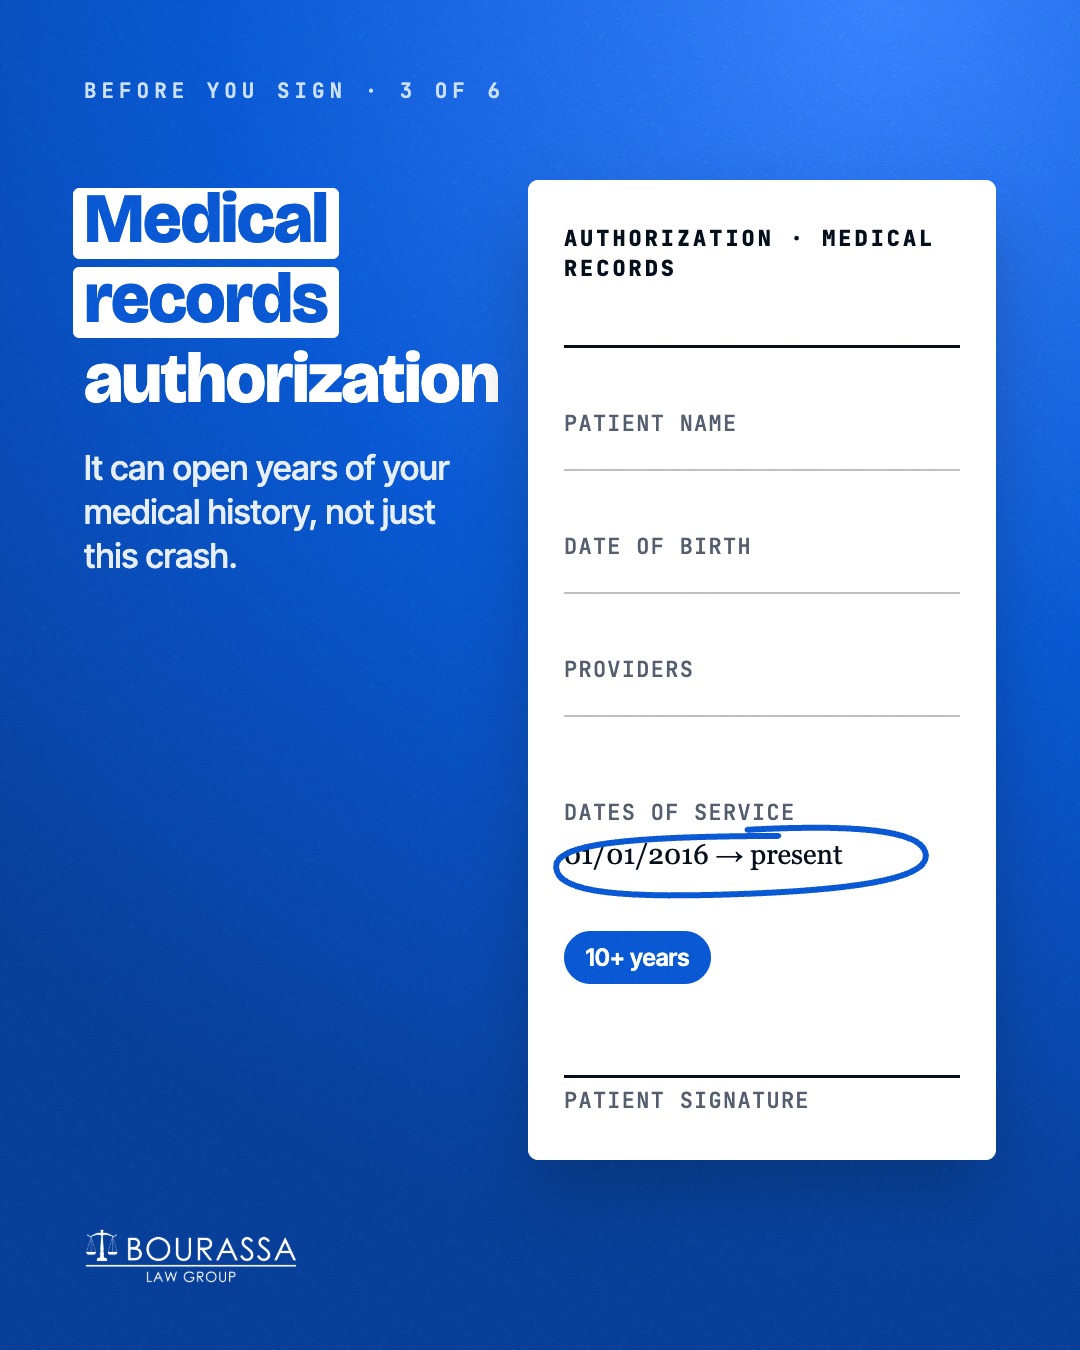 BEFORE YOU SIGN · 3 OF 6
Medical
records
authorization
It can open years of your
medical history, not just
this crash.
AUTHORIZATION · MEDICAL
RECORDS
PATIENT NAME
DATE OF BIRTH
PROVIDERS
DATES OF SERVICE
01/01/2016 → present
10+ years
PATIENT SIGNATURE
BOURASSA
LAW GROUP